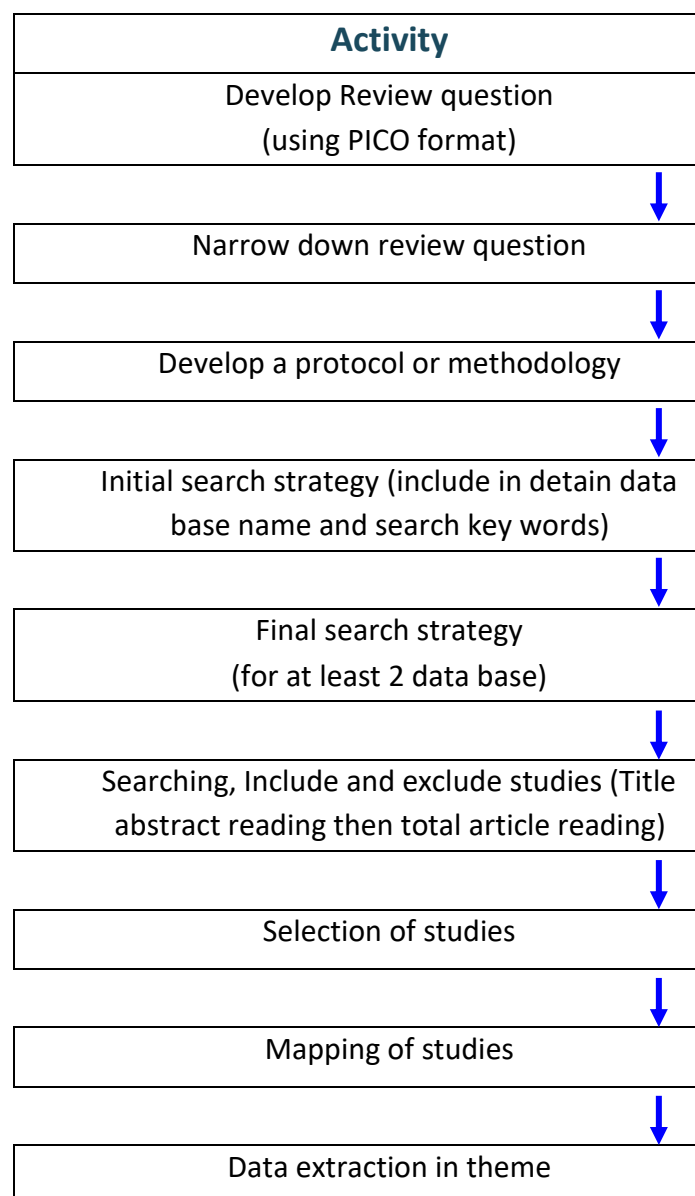 Activity
Develop Review question
(using PICO format)
Narrow down review question
Develop a protocol or methodology
Initial search strategy (include in detain data
base name and search key words)
Final search strategy
(for at least 2 data base)
Searching, Include and exclude studies (Title
abstract reading then total article reading)
Selection of studies
Mapping of studies
Data extraction in theme